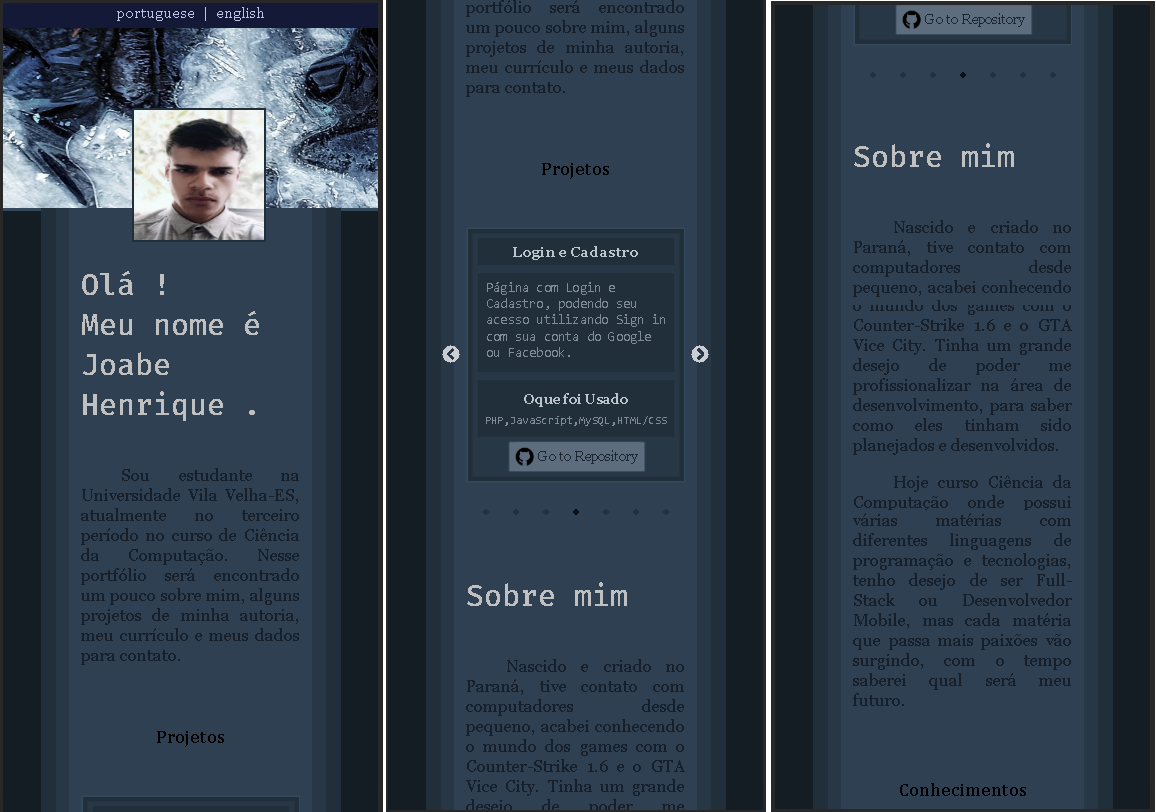 portuguese | english
Olá !
Meu nome é
Joabe
Henrique .
Sou estudante na
Universidade Vila Velha-ES,
atualmente no terceiro
período no curso de Ciência
da Computação. Nesse
portfólio será encontrado
um pouco sobre mim, alguns
projetos de minha autoria,
meu currículo e meus dados
para contato.
Projetos
portfólio será encontrado
um pouco sobre mim, alguns
projetos de minha autoria,
meu currículo e meus dados
para contato.
Projetos
Login e Cadastro
Página com Login e
Cadastro, podendo seu
acesso utilizando Sign in
com sua conta do Google
ou Facebook.
Oque foi Usado
PHP,JavaScript,MySQL,HTML/CSS
Go to Repository
Sobre mim
Nascido e criado no
Paraná, tive contato com
computadores desde
pequeno, acabei conhecendo
o mundo dos games com o
Counter-Strike 1.6 e o GTA
Vice City. Tinha um grande
desejo de poder me
Go to Repository
Sobre mim
Nascido e criado no
Paraná, tive contato com
computadores desde
pequeno, acabei conhecendo
o mundo dos games com o
Counter-Strike 1.6 e o GTA
Vice City. Tinha um grande
desejo de poder me
profissionalizar na área de
desenvolvimento, para saber
como eles tinham sido
planejados e desenvolvidos.
Hoje curso Ciência da
Computação onde possui
várias matérias com
diferentes linguagens de
programação e tecnologias,
tenho desejo de ser Full-
Stack ou Desenvolvedor
Mobile, mas cada matéria
que passa mais paixões vão
surgindo, com o tempo
saberei qual será meu
futuro.
Conhecimentos